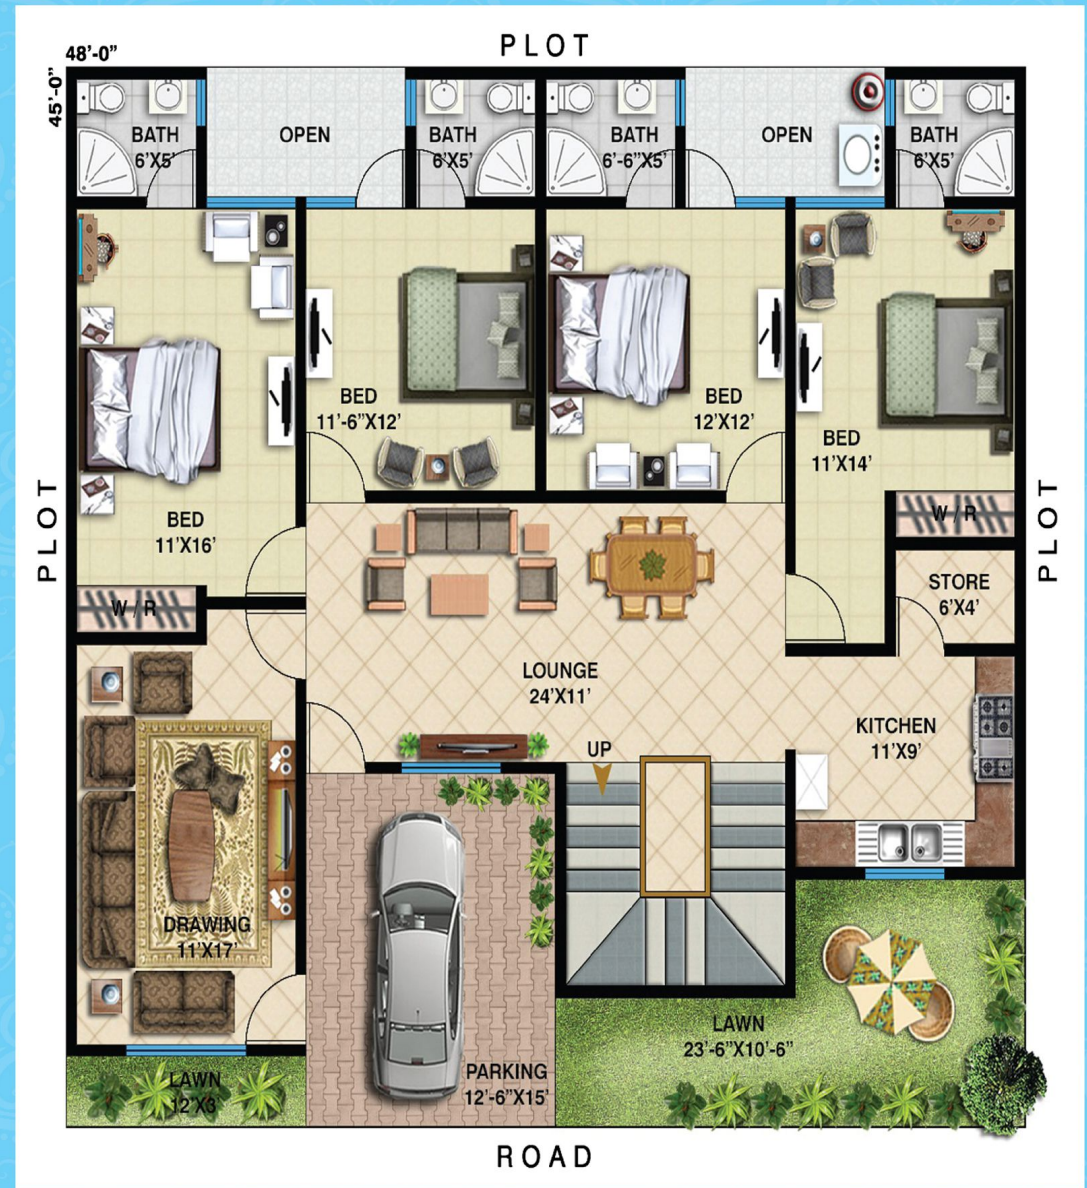 PLOT
48'-0"
45'-0"
BATH
6'X5'
OPEN
BATH
6'X5'
BATH
6'-6"X5'
OPEN
BATH
6'X5'
BED
11'-6"X12'
BED
12'X12'
BED
11'X14'
BED
11'X16'
PLOT
PLOT
W / R
STORE
6'X4'
W / R
LOUNGE
24'X11'
KITCHEN
11'X9'
UP
DRAWING
11'X17'
LAWN
23'-6"X10'-6"
PARKING
12'-6"X15'
LAWN
12'X3'
ROAD